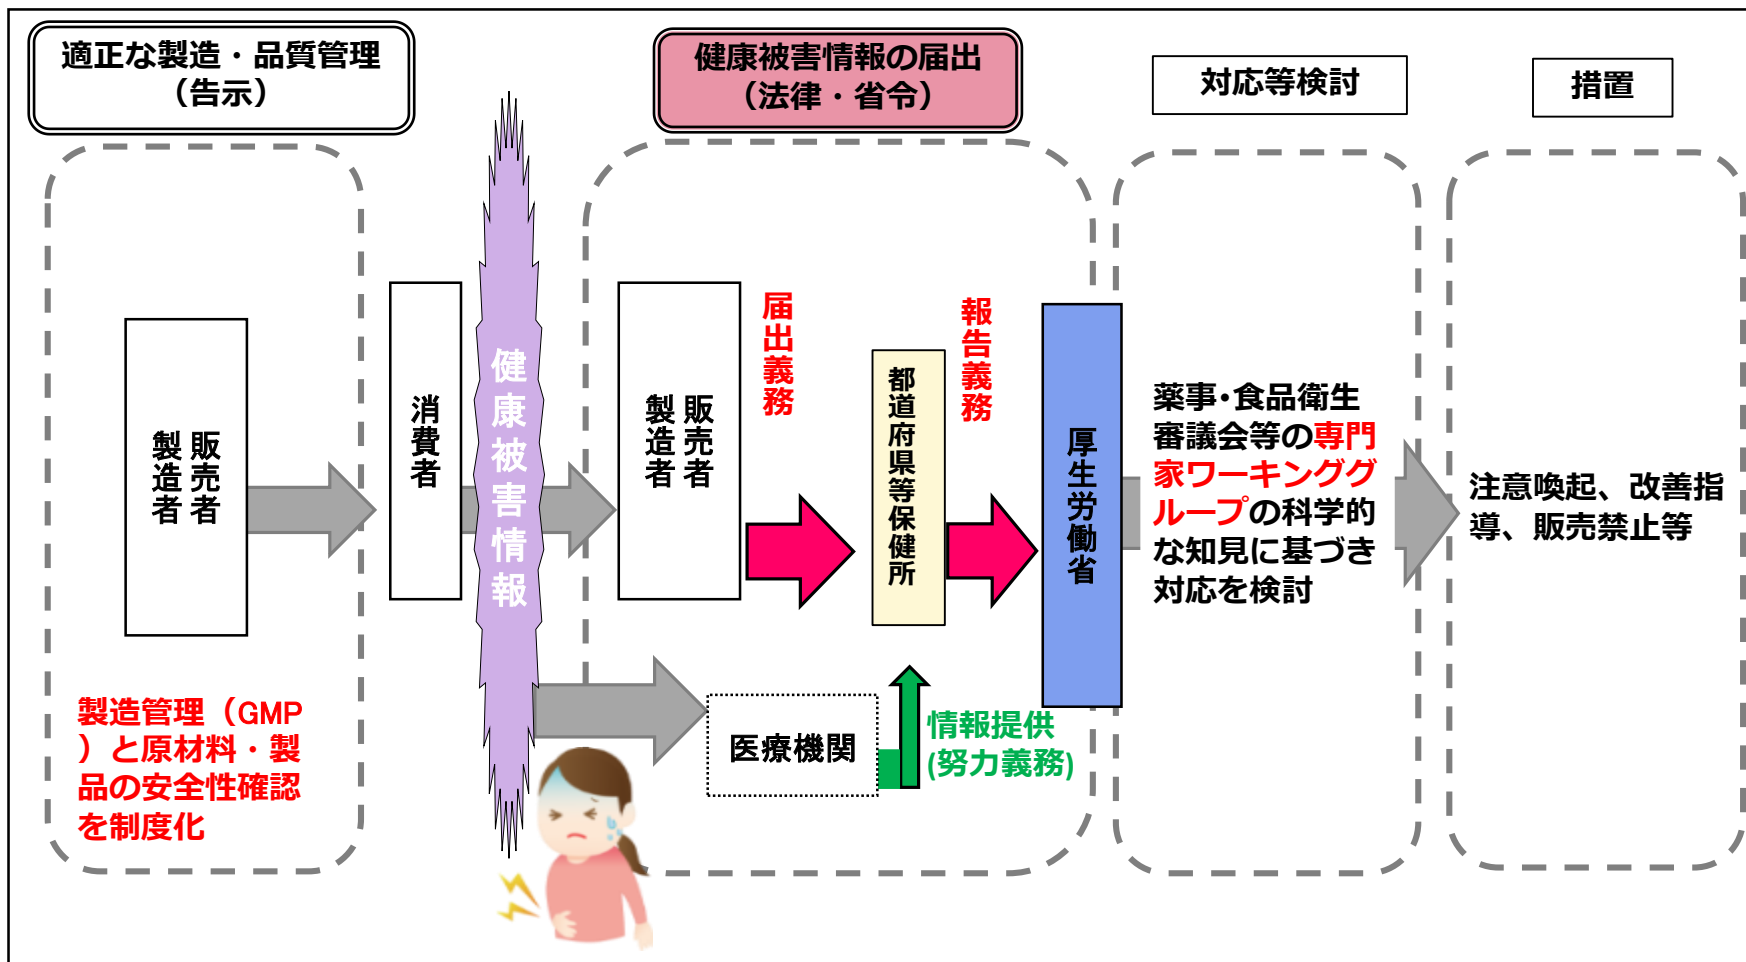 適正な製造・品質管理
（告示）
健康被害情報の届出
（法律・省令）
対応等検討
措置
販売者
製造者
製造管理（GMP
）と原材料・製
品の安全性確認
を制度化
消費者
健康被害情報
販売者
製造者
届出義務
都道府県等保健所
報告義務
厚生労働省
医療機関
情報提供
(努力義務)
薬事・食品衛生
審議会等の専門
家ワーキンググ
ループの科学的
な知見に基づき
対応を検討
注意喚起、改善指
導、販売禁止等